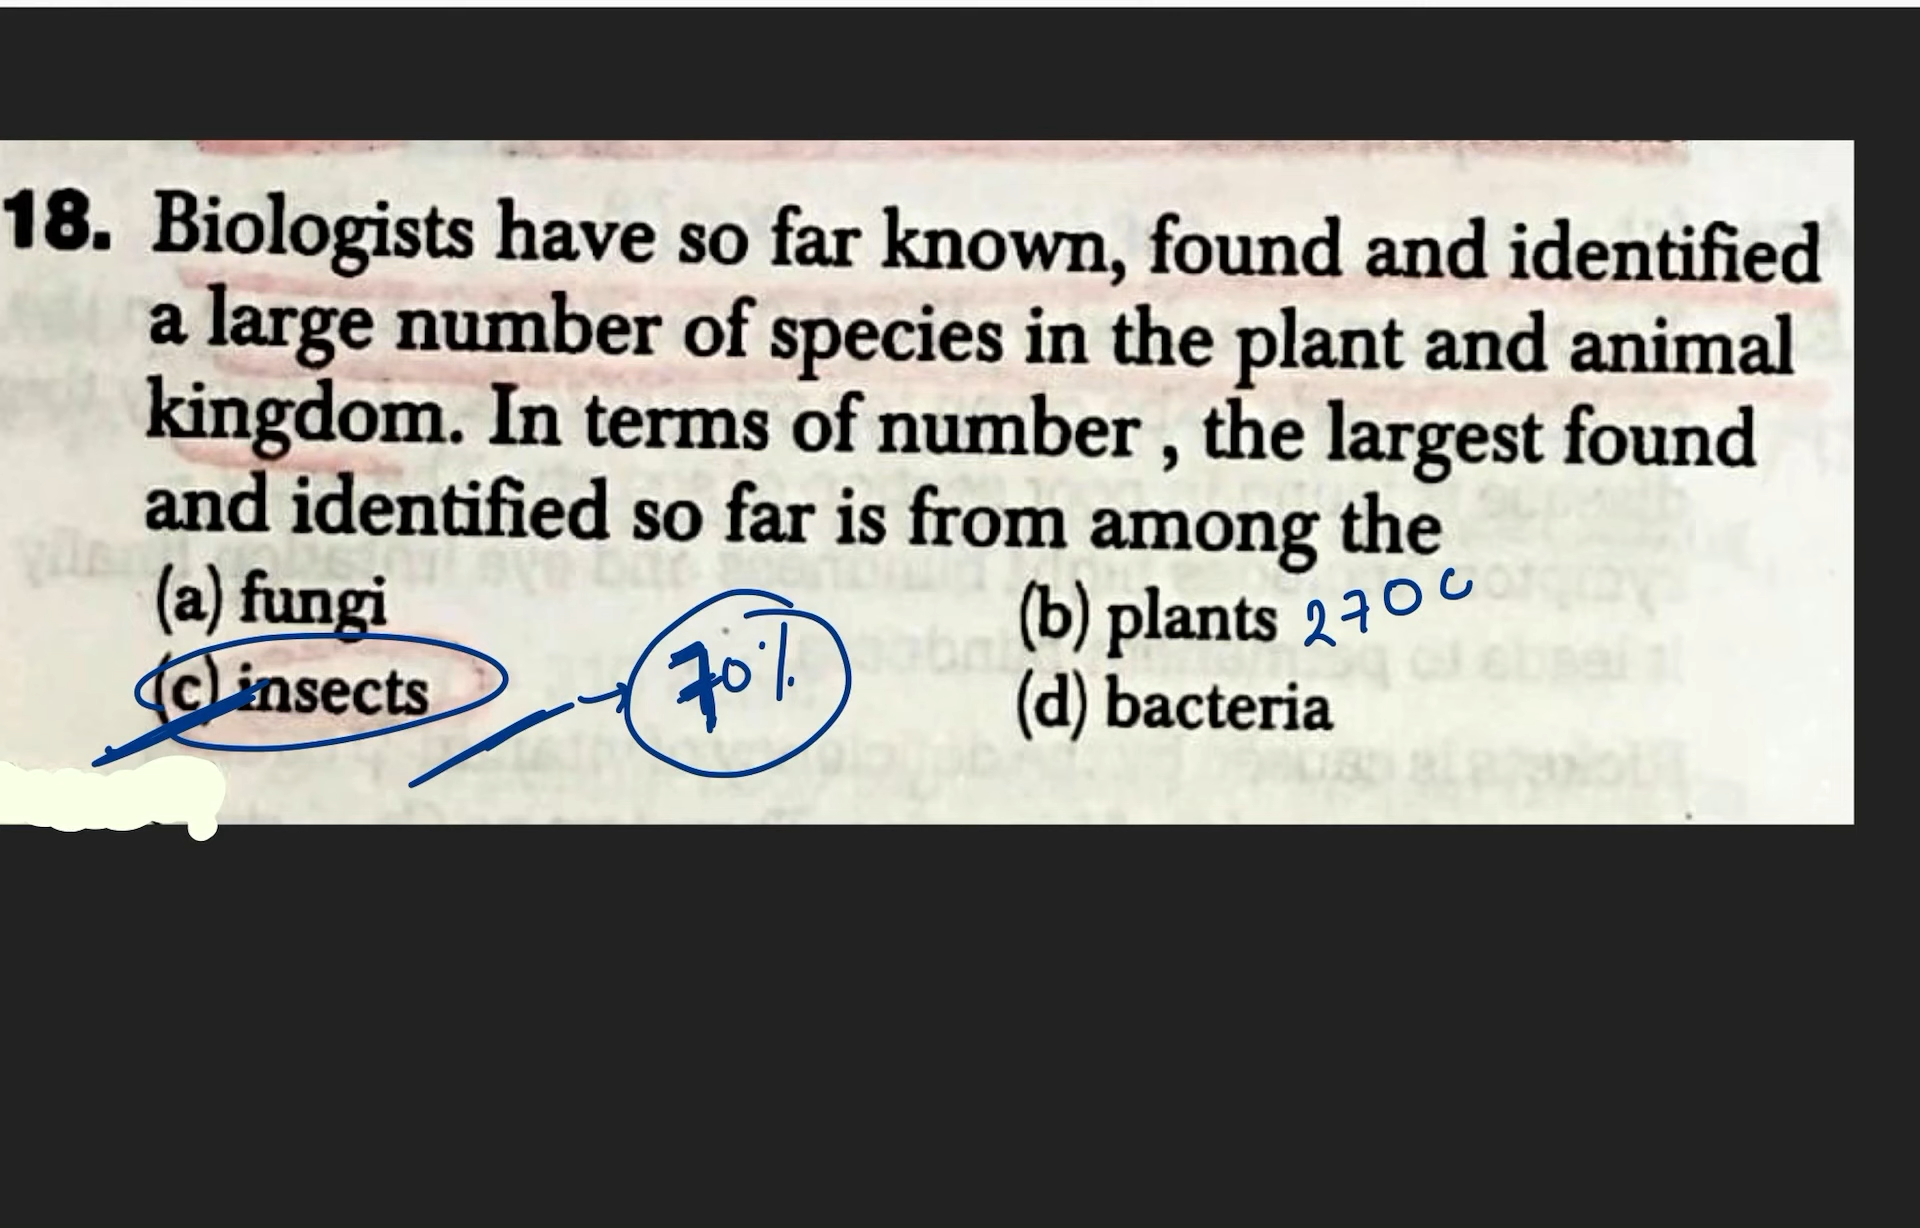 18. Biologists have so far known, found and identified
a large number of species in the plant and animal
kingdom. In terms of number , the largest found
and identified so far is from among the
(a) fungi (b) plants 270
(c) insects 70% (d) bacteria